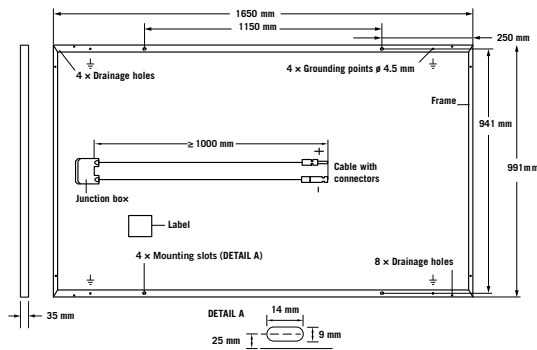 1650 mm
1150 mm
250 mm
4 × Drainage holes
4 × Grounding points ø 4.5 mm
Frame
941 mm
≥ 1000 mm
+
Cable with
connectors
991mm
-
Junction box
Label
4 × Mounting slots (DETAIL A)
8 × Drainage holes
35 mm
DETAIL A
14 mm
9 mm
25 mm